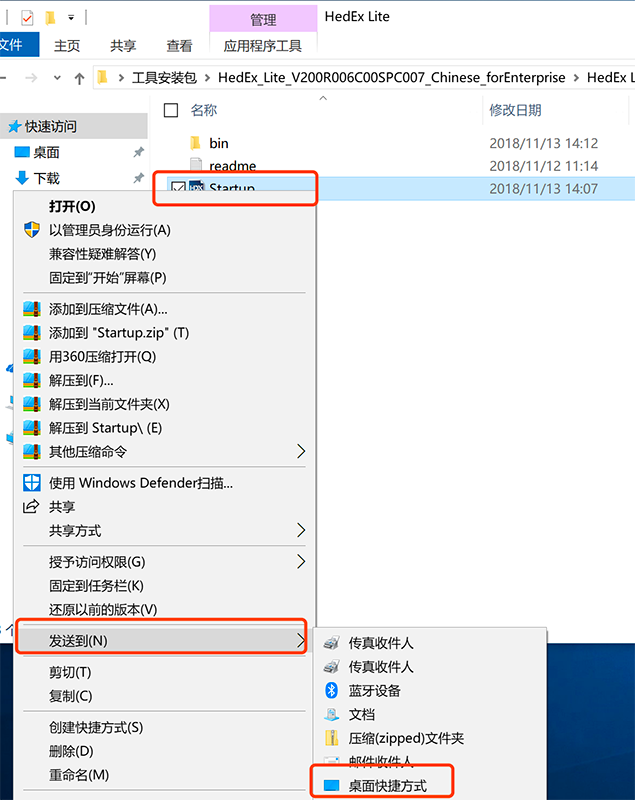 管理
HedEx Lite
文件
主页
共享
查看
应用程序工具
工具安装包
HedEx_Lite_V200R006C00SPC007_Chinese_forEnterprise
HedEx L
名称
修改日期
快速访问
桌面
下载
bin
2018/11/13 14:12
readme
2018/11/12 11:14
Startup
2018/11/13 14:07
打开(O)
以管理员身份运行(A)
兼容性疑难解答(Y)
固定到"开始"屏幕(P)
添加到压缩文件(A)...
添加到 "Startup.zip" (T)
用360压缩打开(Q)
解压到(F)...
解压到当前文件夹(X)
解压到 Startup\ (E)
其他压缩命令
使用 Windows Defender扫描...
共享
共享方式
授予访问权限(G)
固定到任务栏(K)
还原以前的版本(V)
个
发送到(N)
剪切(T)
复制(C)
创建快捷方式(S)
删除(D)
重命名(M)
传真收件人
传真收件人
蓝牙设备
文档
压缩(zipped)文件夹
邮件收件人
桌面快捷方式